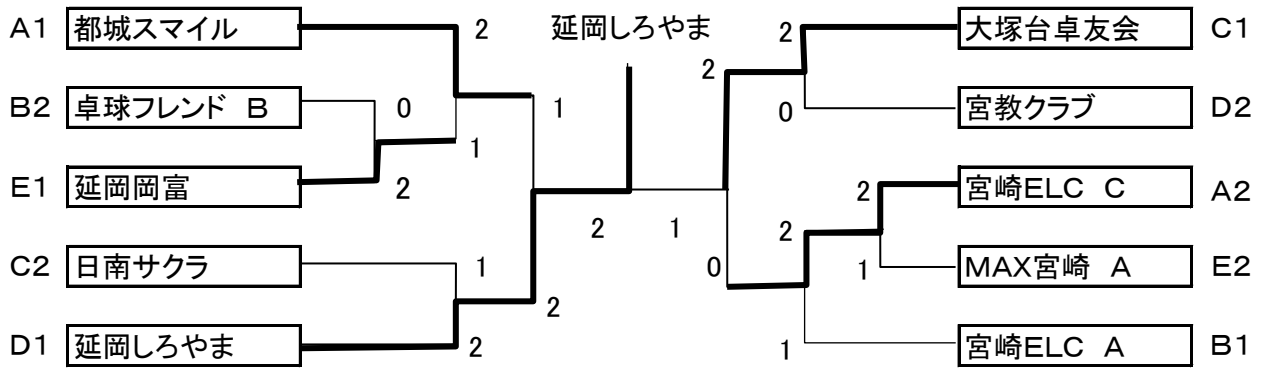 A1 都城スマイル 2 延岡しろやま 2 大塚台卓友会 C1
2
B2 卓球フレンド B 0 1 0 宮教クラブ D2
1
E1 延岡岡富 2 2 宮崎ELC C A2
2 1 2
C2 日南サクラ 1 0 1 MAX宮崎 A E2
2
D1 延岡しろやま 2 1 宮崎ELC A B1